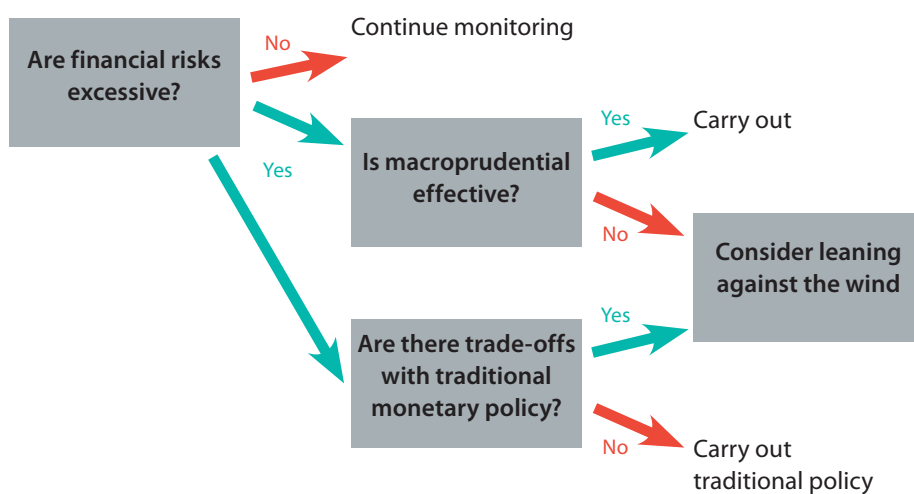 Are financial risks
excessive?
No
Continue monitoring
Yes
Is macroprudential
effective?
Yes
Carry out
No
Consider leaning
against the wind
Are there trade-offs
with traditional
monetary policy?
Yes
No
Carry out
traditional policy